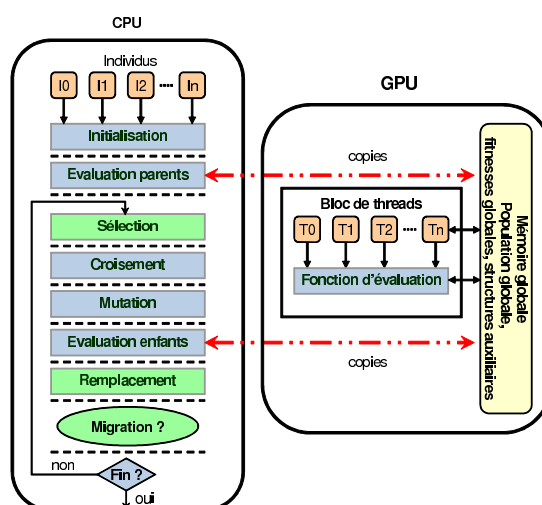 CPU
Individus
I0 I1 I2 ···· In
Initialisation
Evaluation parents
Sélection
Croisement
Mutation
Evaluation enfants
Remplacement
Migration ?
non
Fin ?
oui
GPU
copies
Bloc de threads
T0 T1 T2 ···· Tn
Fonction d'évaluation
copies
Mémoire globale
Population globale,
fitnesses globales, structures auxiliaires